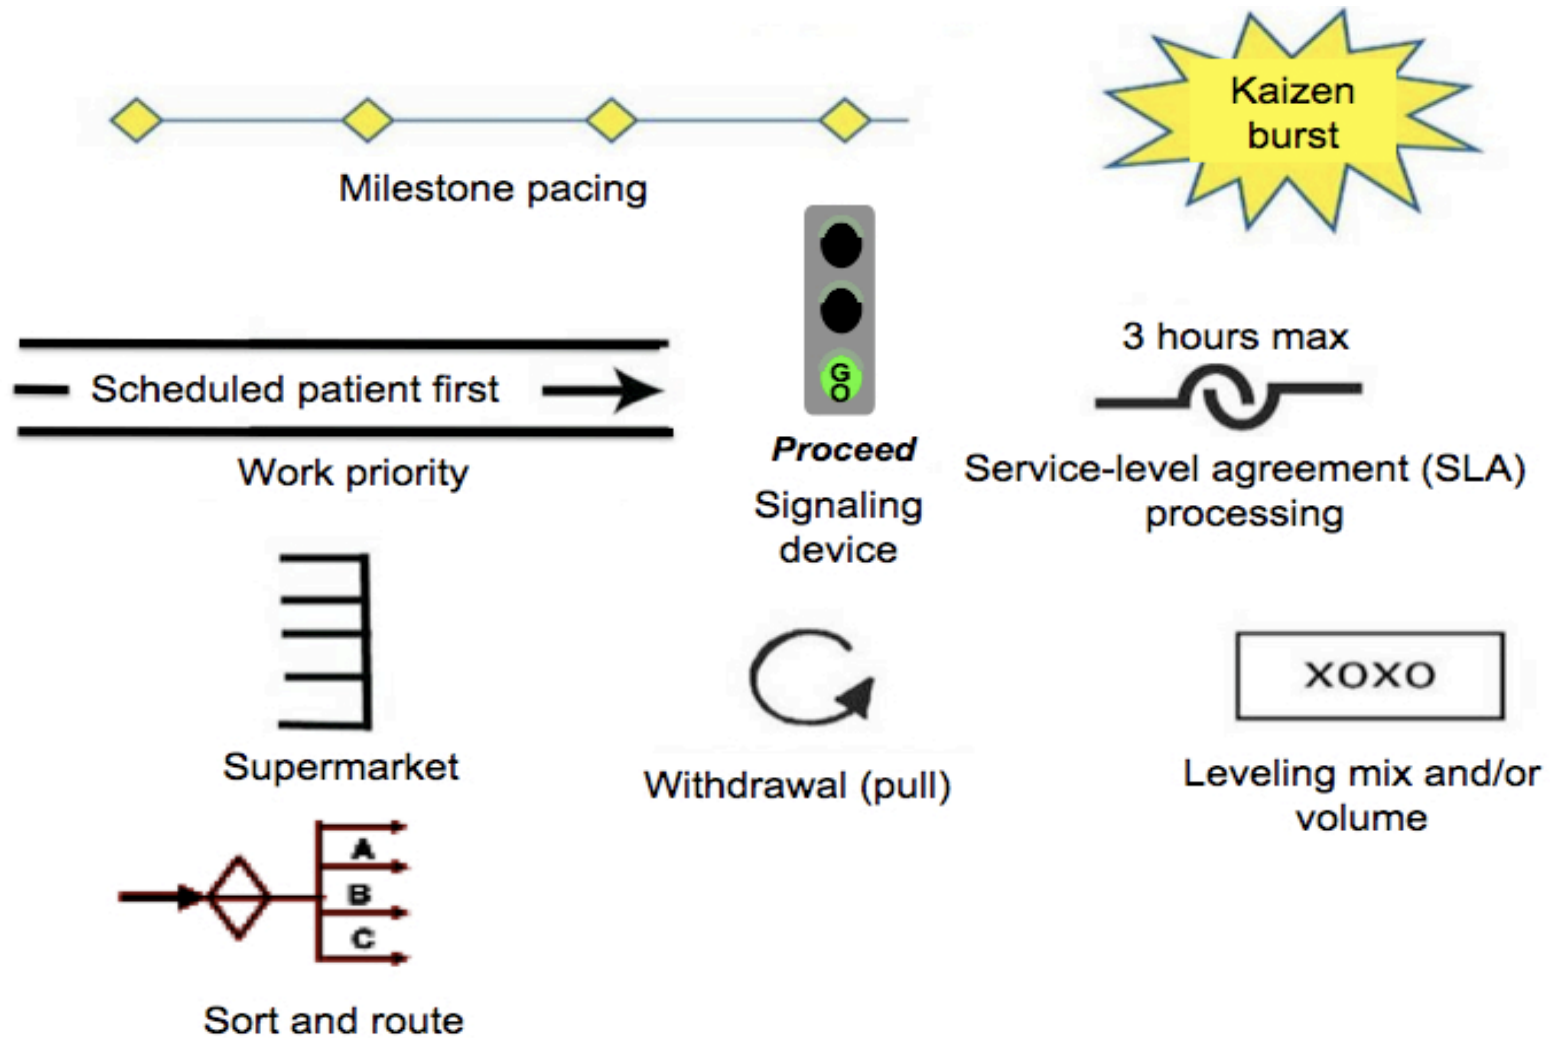 Kaizen
burst
Milestone pacing
G
O
3 hours max
Scheduled patient first
Proceed
Work priority
Service-level agreement (SLA)
processing
Signaling
device
XOXO
Supermarket
Withdrawal (pull)
Leveling mix and/or
volume
A
B
C
Sort and route